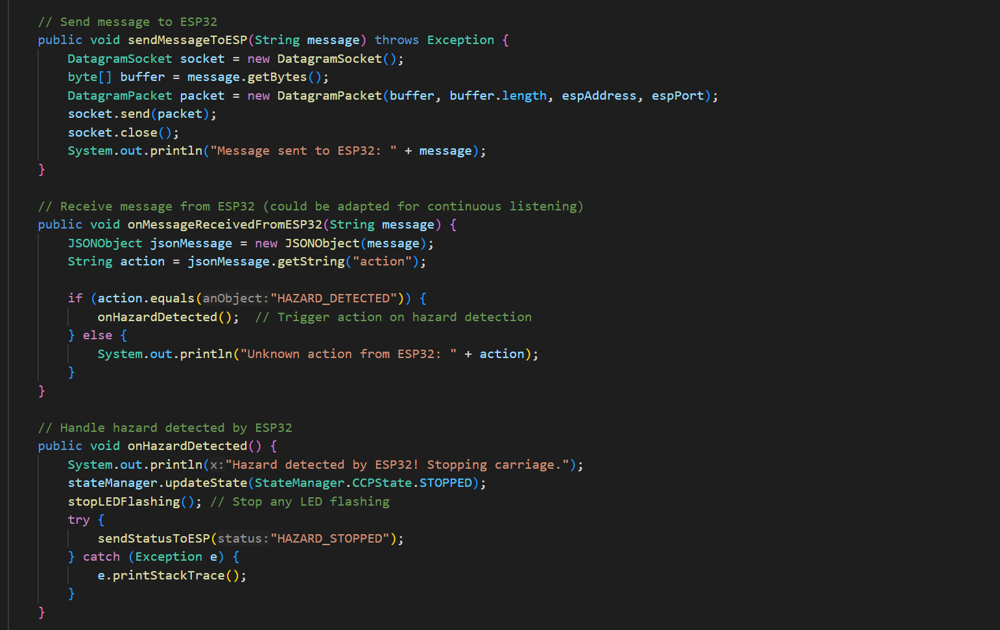 // Send message to ESP32
public void sendMessageToESP(String message) throws Exception {
DatagramSocket socket = new DatagramSocket();
byte[] buffer = message.getBytes();
DatagramPacket packet = new DatagramPacket(buffer, buffer.length, espAddress, espPort);
socket.send(packet);
socket.close();
System.out.println("Message sent to ESP32: " + message);
}
// Receive message from ESP32 (could be adapted for continuous listening)
public void onMessageReceivedFromESP32(String message) {
JSONObject jsonMessage = new JSONObject(message);
String action = jsonMessage.getString("action");
if (action.equals(anObject:"HAZARD_DETECTED")) {
onHazardDetected();  // Trigger action on hazard detection
} else {
System.out.println("Unknown action from ESP32: " + action);
}
}
// Handle hazard detected by ESP32
public void onHazardDetected() {
System.out.println(x:"Hazard detected by ESP32! Stopping carriage.");
stateManager.updateState(StateManager.CCPState.STOPPED);
stopLEDFlashing(); // Stop any LED flashing
try {
sendStatusToESP(status:"HAZARD_STOPPED");
} catch (Exception e) {
e.printStackTrace();
}
}